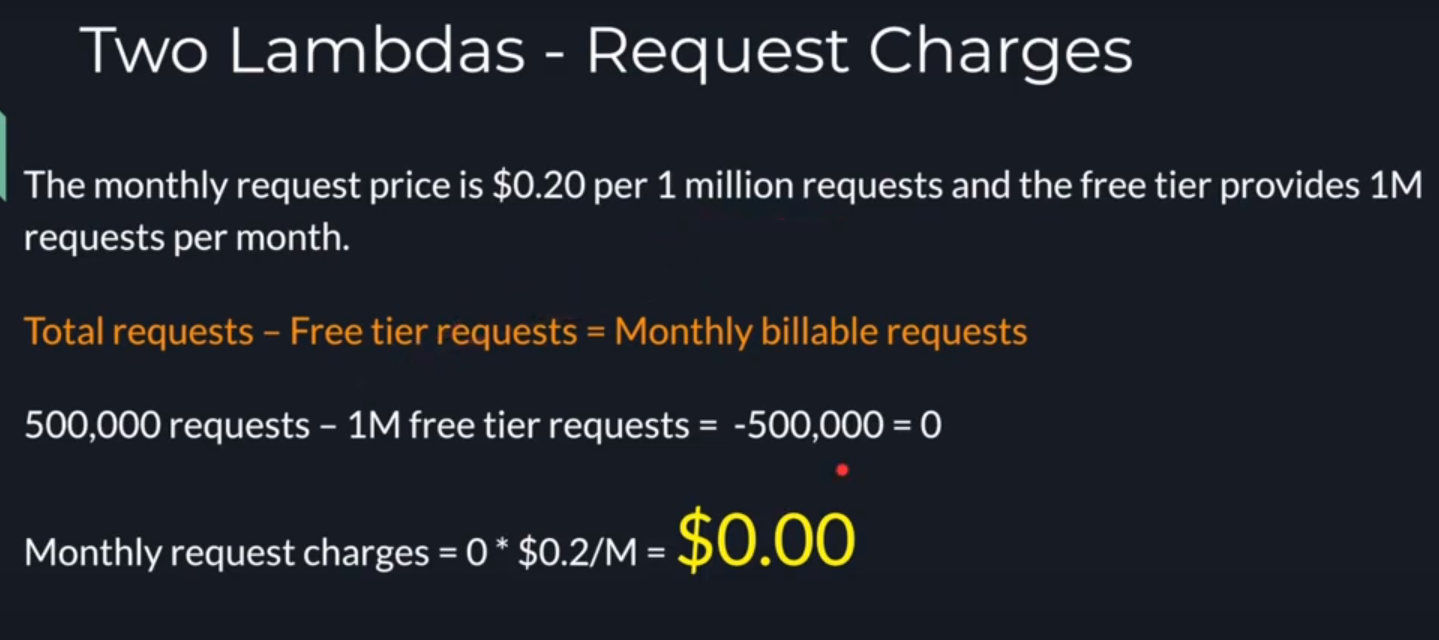 Two Lambdas - Request Charges
The monthly request price is $0.20 per 1 million requests and the free tier provides 1M
requests per month.
Total requests – Free tier requests = Monthly billable requests
500,000 requests – 1M free tier requests = -500,000 = 0
Monthly request charges = 0 * $0.2/M = $0.00